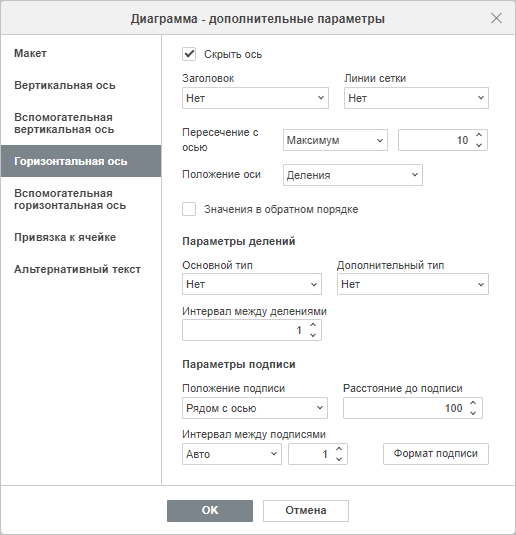 Диаграмма - дополнительные параметры
Макет
Вертикальная ось
Вспомогательная
вертикальная ось
Горизонтальная ось
Вспомогательная
горизонтальная ось
Привязка к ячейке
Альтернативный текст
Скрыть ось
Заголовок
Линии сетки
Нет
Нет
Пересечение с
осью
Максимум
10
Положение оси
Деления
Значения в обратном порядке
Параметры делений
Основной тип
Дополнительный тип
Нет
Нет
Интервал между делениями
1
Параметры подписи
Положение подписи
Расстояние до подписи
Рядом с осью
100
Интервал между подписями
Авто
1
Формат подписи
OK
Отмена